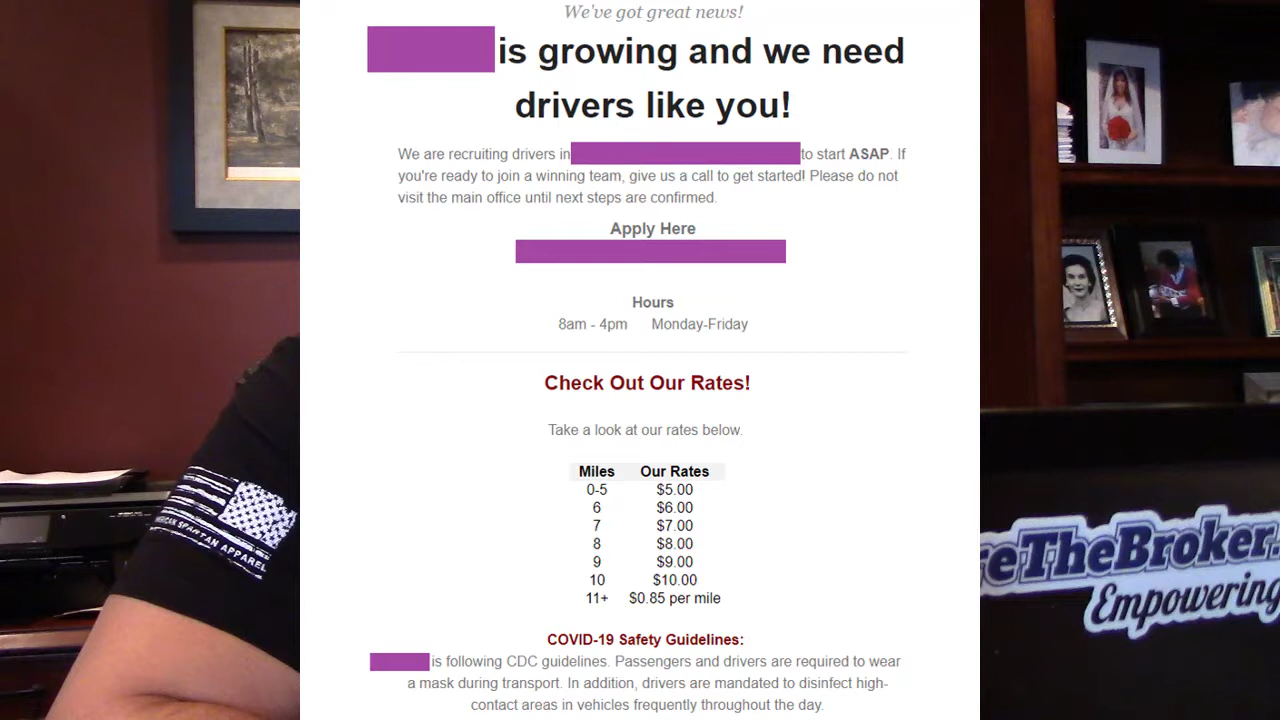 We've got great news!
is growing and we need
drivers like you!
We are recruiting drivers in to start ASAP. If
you're ready to join a winning team, give us a call to get started! Please do not
visit the main office until next steps are confirmed.
Apply Here
Hours
8am - 4pm Monday-Friday
Check Out Our Rates!
Take a look at our rates below.
Miles Our Rates
0-5 $5.00
6 $6.00
7 $7.00
8 $8.00
9 $9.00
10 $10.00
11+ $0.85 per mile
COVID-19 Safety Guidelines:
is following CDC guidelines. Passengers and drivers are required to wear
a mask during transport. In addition, drivers are mandated to disinfect high-
contact areas in vehicles frequently throughout the day.
SPARTAN APPAREL
eTheBroker.
Empowering